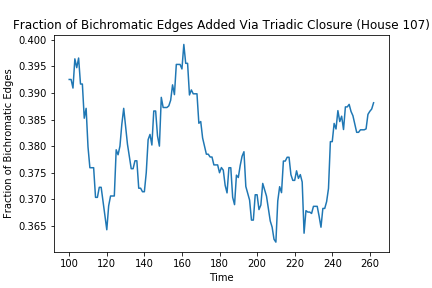 Fraction of Bichromatic Edges Added Via Triadic Closure (House 107)
0.400
0.395
0.390
0.385
0.380
0.375
0.370
0.365
Fraction of Bichromatic Edges
100 120 140 160 180 200 220 240 260
Time